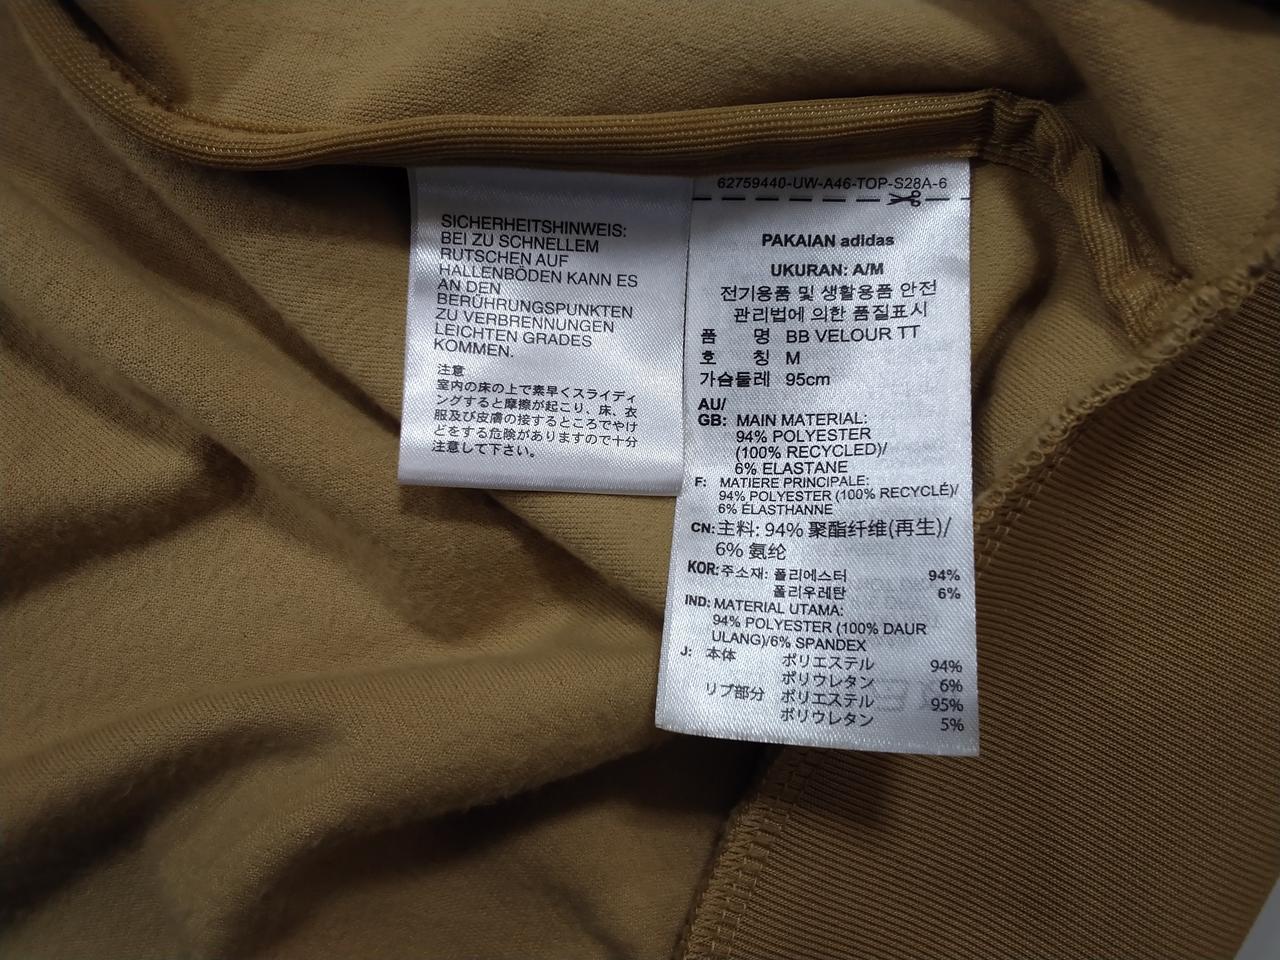 SICHERHEITSHINWEIS:
BEI ZU SCHNELLEM
RUTSCHEN AUF
HALLENBÖDEN KANN ES
AN DEN
BERÜHRUNGSPUNKTEN
ZU VERBRENNUNGEN
LEICHTEN GRADES
KOMMEN.
注意
室内の床の上で素早くスライディ
ングすると摩擦が起こり、床、衣
服及び皮膚の接するところでやけ
どをする危険がありますので十分
注意して下さい。
62759440-UW-A46-TOP-S28A-6
PAKAIAN adidas
UKURAN: A/M
전기용품 및 생활용품 안전
관리법에 의한 품질표시
품 명 BB VELOUR TT
호 칭 M
가슴둘레 95cm
AU/
GB: MAIN MATERIAL:
94% POLYESTER
(100% RECYCLED)/
6% ELASTANE
F: MATIERE PRINCIPALE:
94% POLYESTER (100% RECYCLÉ)/
6% ÉLASTHANNE
CN: 主料: 94% 聚酯纤维(再生)/
6% 氨纶
KOR: 주소재: 폴리에스터 94%
폴리우레탄 6%
IND: MATERIAL UTAMA:
94% POLYESTER (100% DAUR
ULANG)/6% SPANDEX
J: 本体 ポリエステル 94%
ポリウレタン 6%
リブ部分 ポリエステル 95%
ポリウレタン 5%